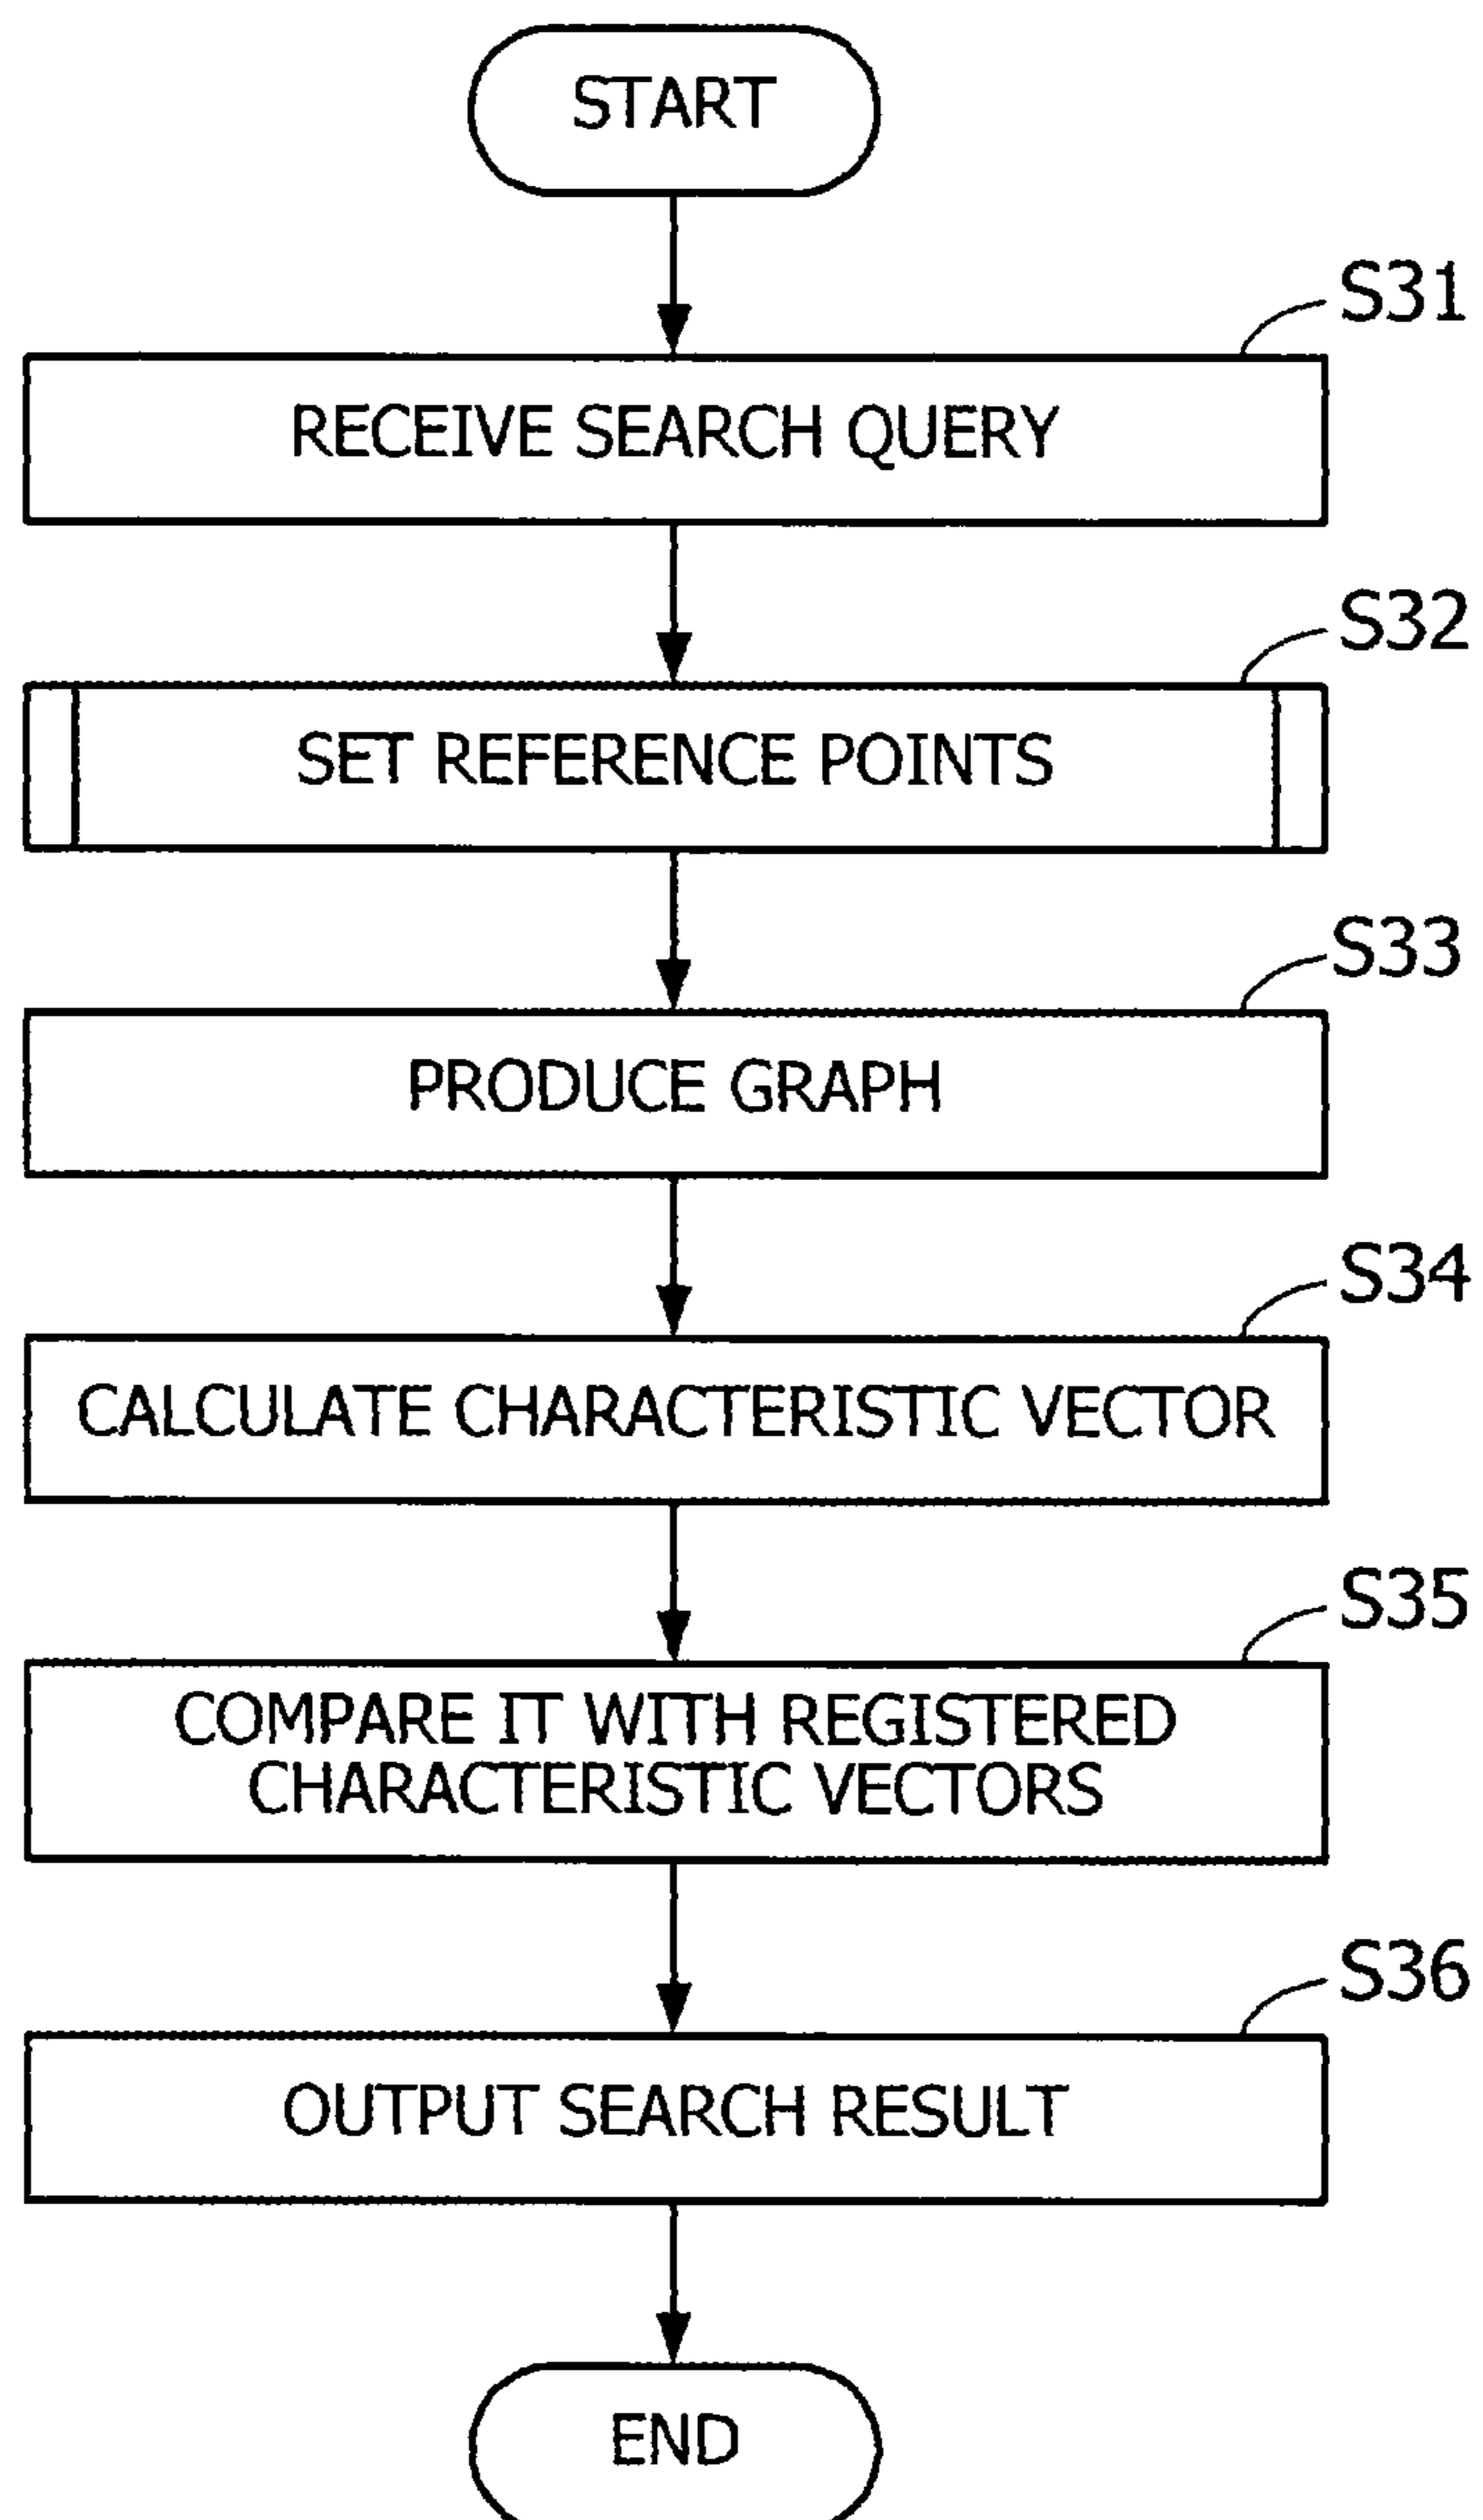 START
S31
RECEIVE SEARCH QUERY
S32
SET REFERENCE POINTS
S33
PRODUCE GRAPH
S34
CALCULATE CHARACTERISTIC VECTOR
S35
COMPARE IT WITH REGISTERED
CHARACTERISTIC VECTORS
S36
OUTPUT SEARCH RESULT
END